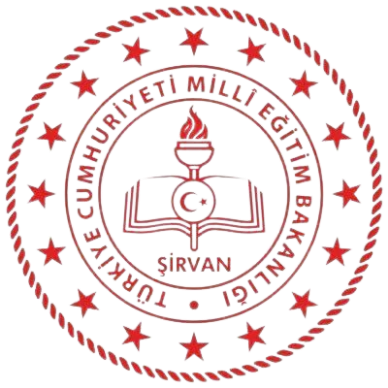 TÜRKİYE CUMHURİYETİ MİLLÎ EĞİTİM BAKANLIĞI
ŞİRVAN